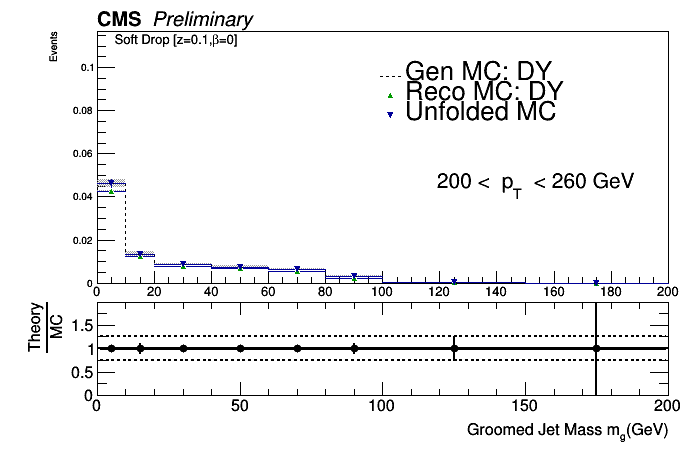 CMS Preliminary
Events
Soft Drop [z=0.1,β=0]
Gen MC: DY
Reco MC: DY
Unfolded MC
200 < p_T < 260 GeV
0.1
0.08
0.06
0.04
0.02
0
0 20 40 60 80 100 120 140 160 180 200
Theory
MC
1.5
1
0.5
0
0 50 100 150 200
Groomed Jet Mass m_g(GeV)